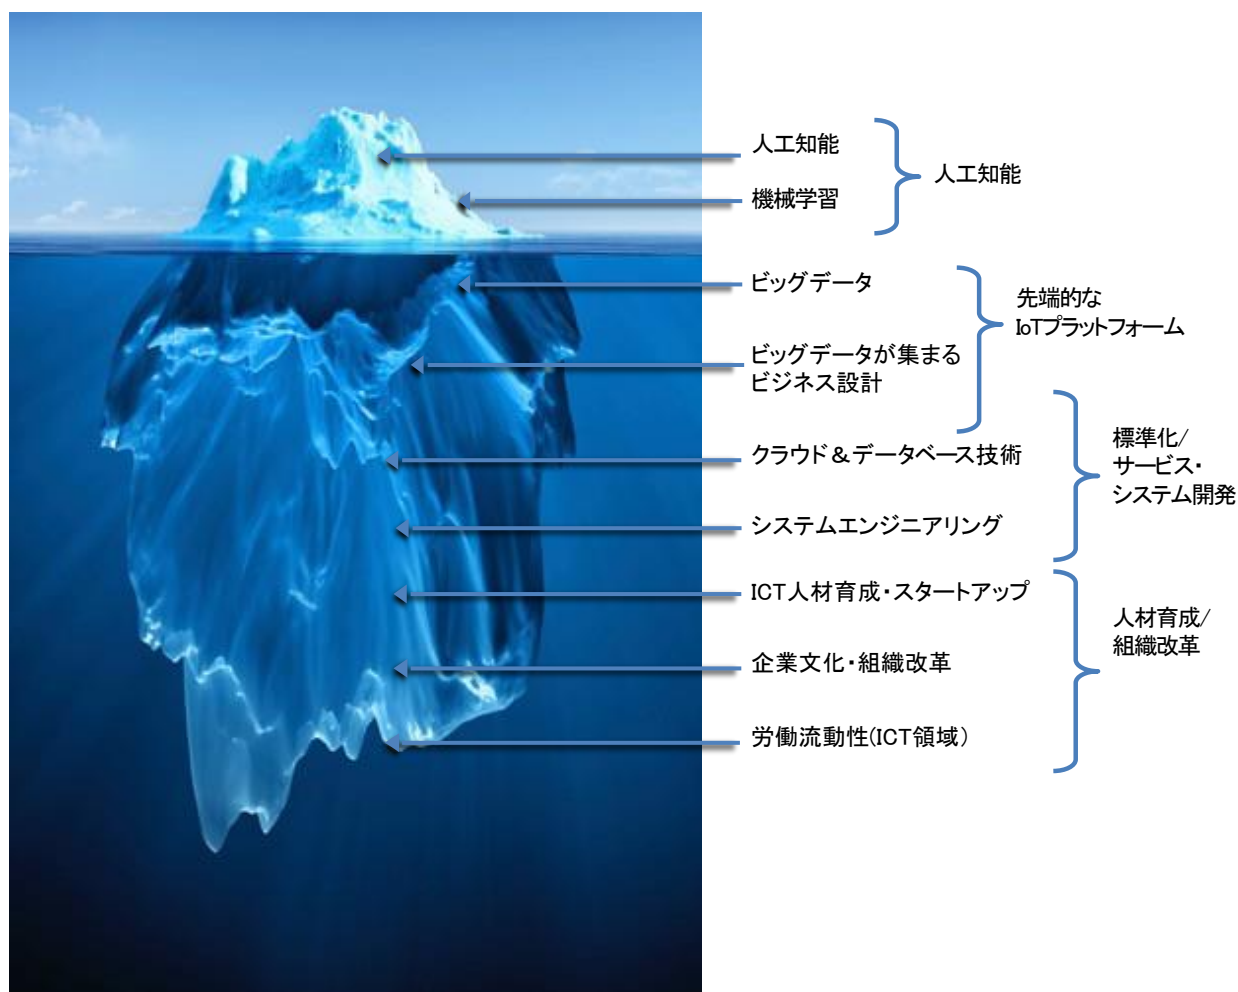 人工知能
機械学習
人工知能
ビッグデータ
ビッグデータが集まる
ビジネス設計
先端的な
IoTプラットフォーム
クラウド＆データベース技術
システムエンジニアリング
標準化/
サービス・
システム開発
ICT人材育成・スタートアップ
企業文化・組織改革
労働流動性(ICT領域）
人材育成/
組織改革